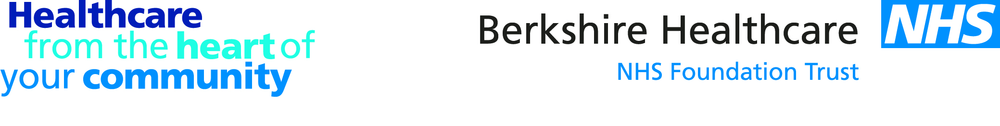 Healthcare
from the heart of
your community
Berkshire Healthcare
NHS Foundation Trust
NHS